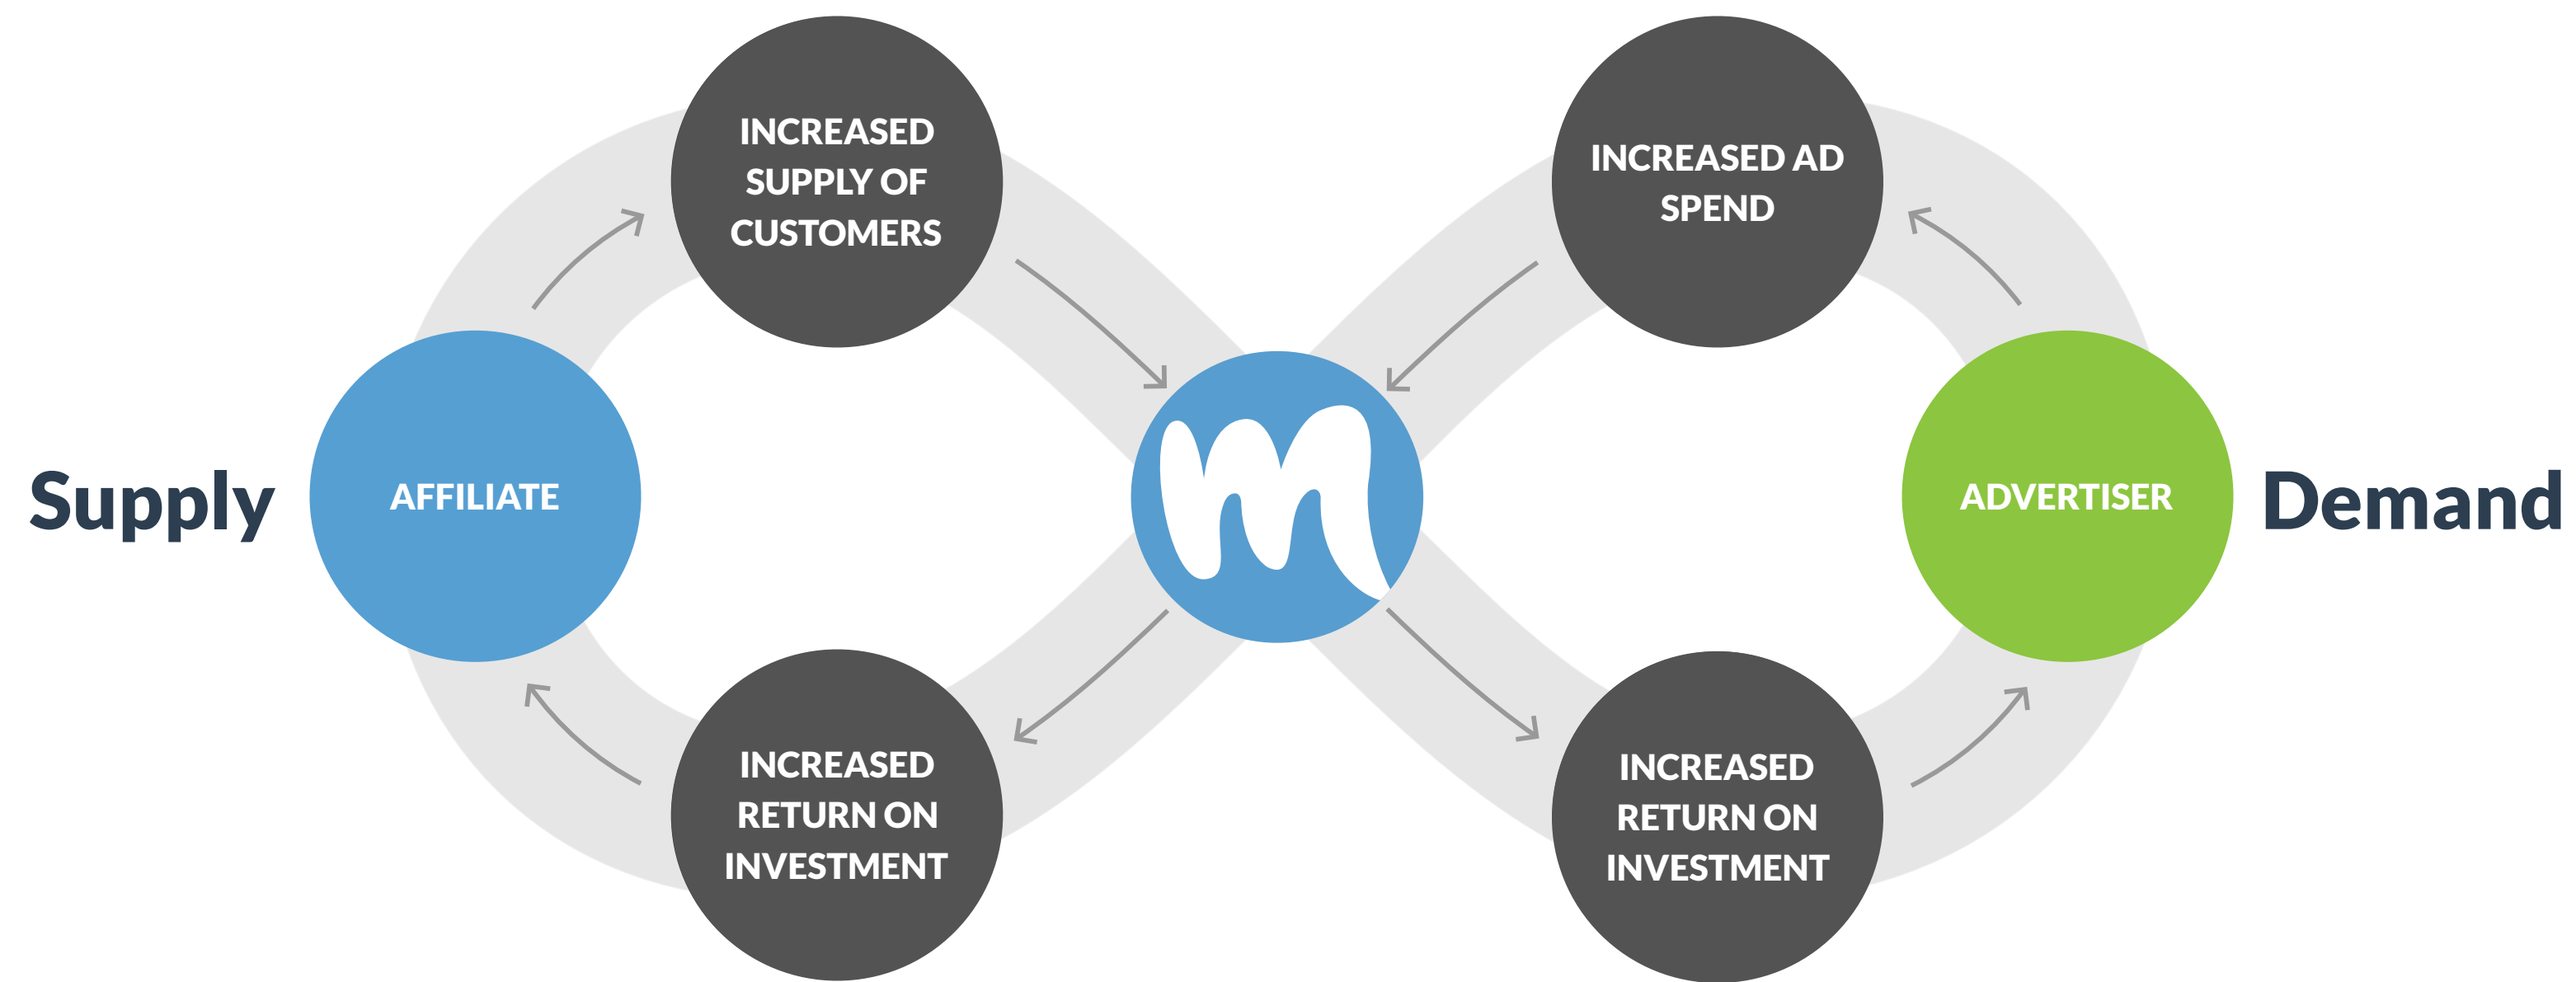 INCREASED
SUPPLY OF
CUSTOMERS
INCREASED AD
SPEND
Supply
AFFILIATE
m
ADVERTISER
Demand
INCREASED
RETURN ON
INVESTMENT
INCREASED
RETURN ON
INVESTMENT